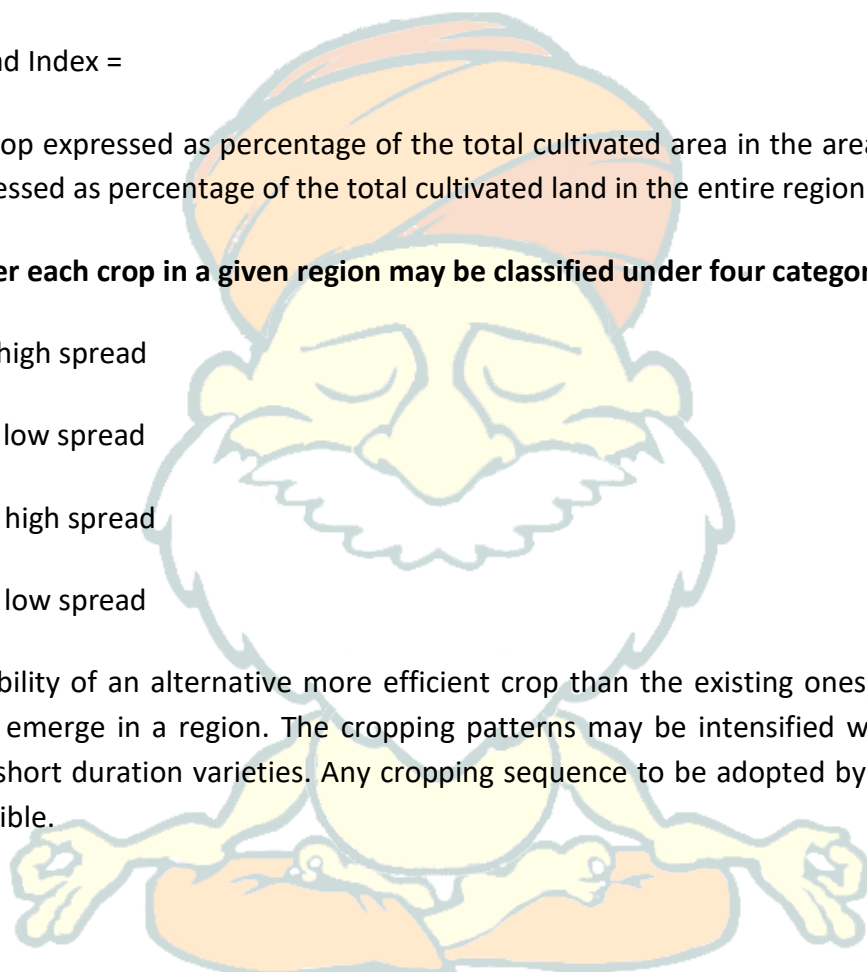 nd Index =
op expressed as percentage of the total cultivated area in the area
essed as percentage of the total cultivated land in the entire region
er each crop in a given region may be classified under four categor
high spread
low spread
high spread
low spread
bility of an alternative more efficient crop than the existing ones
emerge in a region. The cropping patterns may be intensified w
short duration varieties. Any cropping sequence to be adopted by
ible.